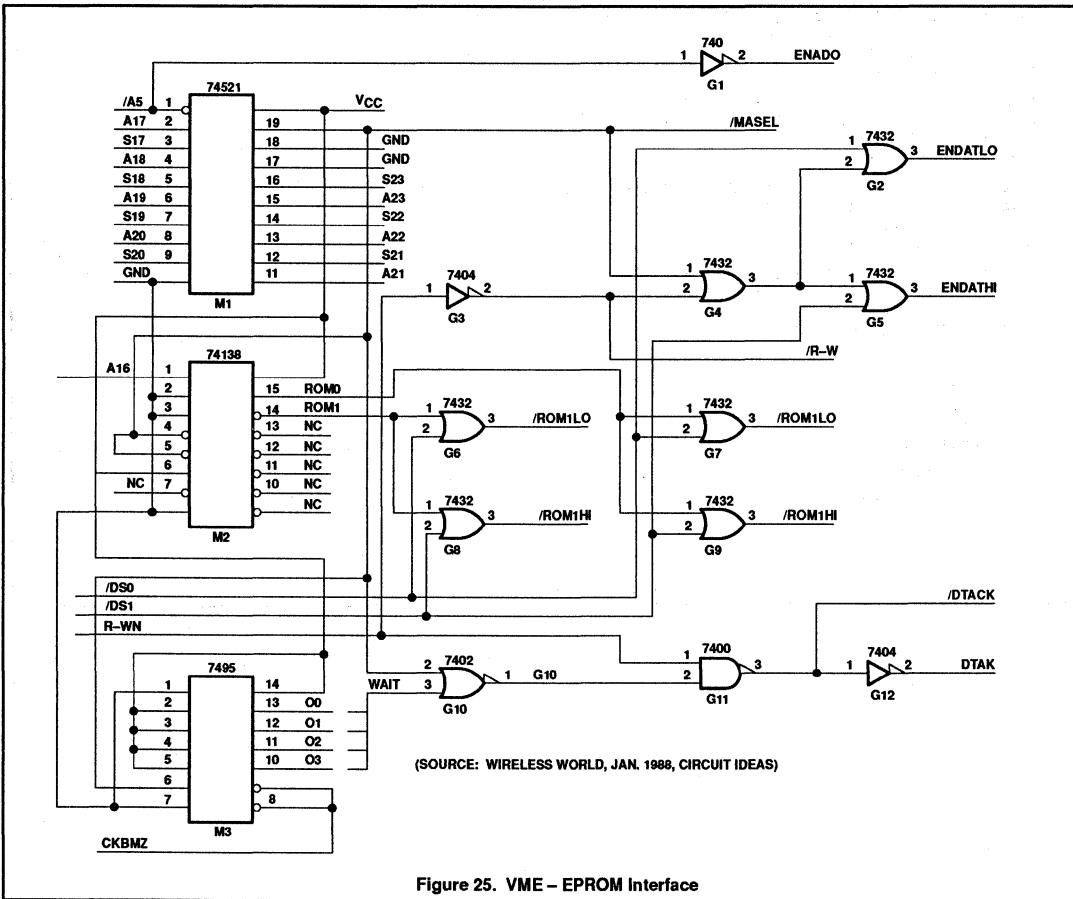 740
1 2 ENADO
G1
74521
/A5 1 VCC
A17 2 19 /MASEL
S17 3 18 GND
A18 4 17 GND
S18 5 16 S23
A19 6 15 A23
S19 7 14 S22
A20 8 13 A22
S20 9 12 S21
GND 11 A21
M1
7432
1 3 ENDATLO
2
G2
7404
1 2
G3
7432
1 3
2
G4
7432
1 3 ENDATHI
2
G5
/R–W
74138
A16 1
2 15 ROM0
3 14 ROM1
4 13 NC
5 12 NC
6 11 NC
NC 7 10 NC
NC
M2
7432
1 3 /ROM1LO
2
G6
7432
1 3 /ROM1LO
2
G7
7432
1 3 /ROM1HI
2
G8
7432
1 3 /ROM1HI
2
G9
/DS0
/DS1
R–WN
/DTACK
7495
1 14
2 13 O0
3 12 O1
4 11 O2
5 10 O3
6
7 8
M3
CKBMZ
WAIT
7402
2 1 G10
3
G10
7400
1 3
2
G11
7404
1 2 DTAK
G12
(SOURCE: WIRELESS WORLD, JAN. 1988, CIRCUIT IDEAS)
Figure 25. VME – EPROM Interface